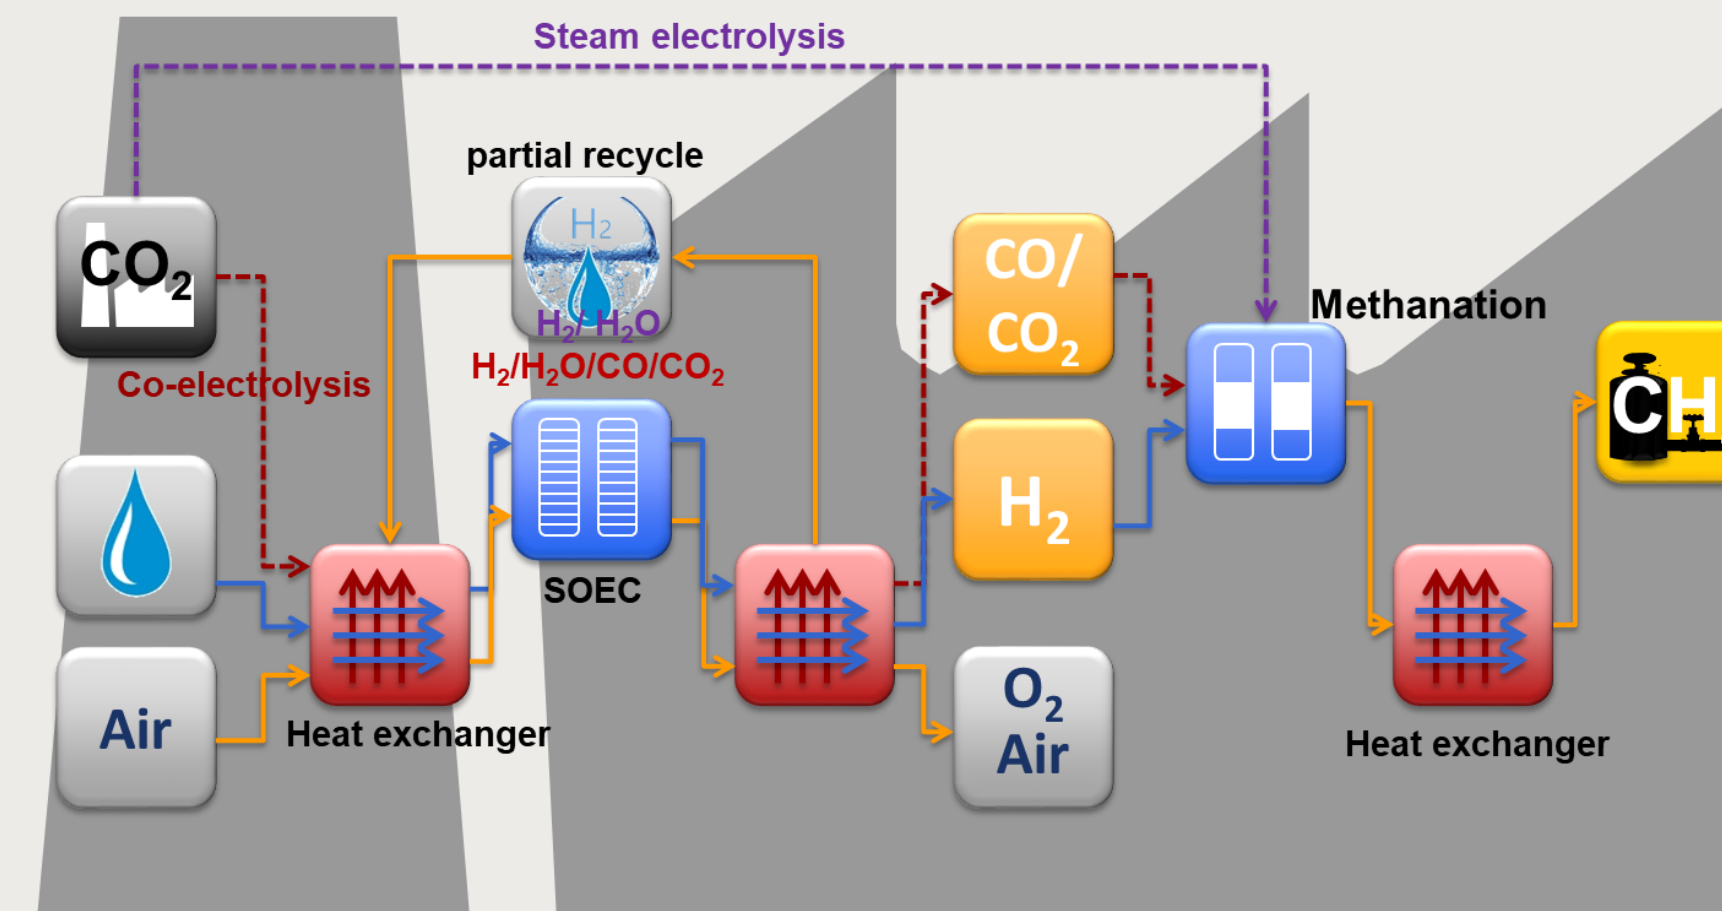 Steam electrolysis
partial recycle
CO₂
H₂
H₂/ H₂O
H₂/H₂O/CO/CO₂
Co-electrolysis
CO/
CO₂
Methanation
CH
H₂
SOEC
Air
Heat exchanger
O₂
Air
Heat exchanger